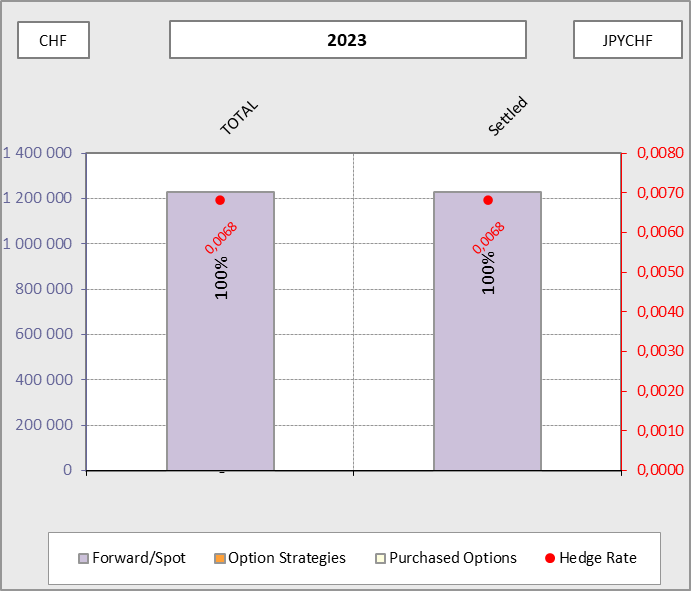 CHF
2023
JPYCHF
TOTAL
Settled
1 400 000
1 200 000
1 000 000
800 000
600 000
400 000
200 000
0
0,0068
100%
0,0068
100%
-
0,0080
0,0070
0,0060
0,0050
0,0040
0,0030
0,0020
0,0010
0,0000
Forward/Spot
Option Strategies
Purchased Options
Hedge Rate